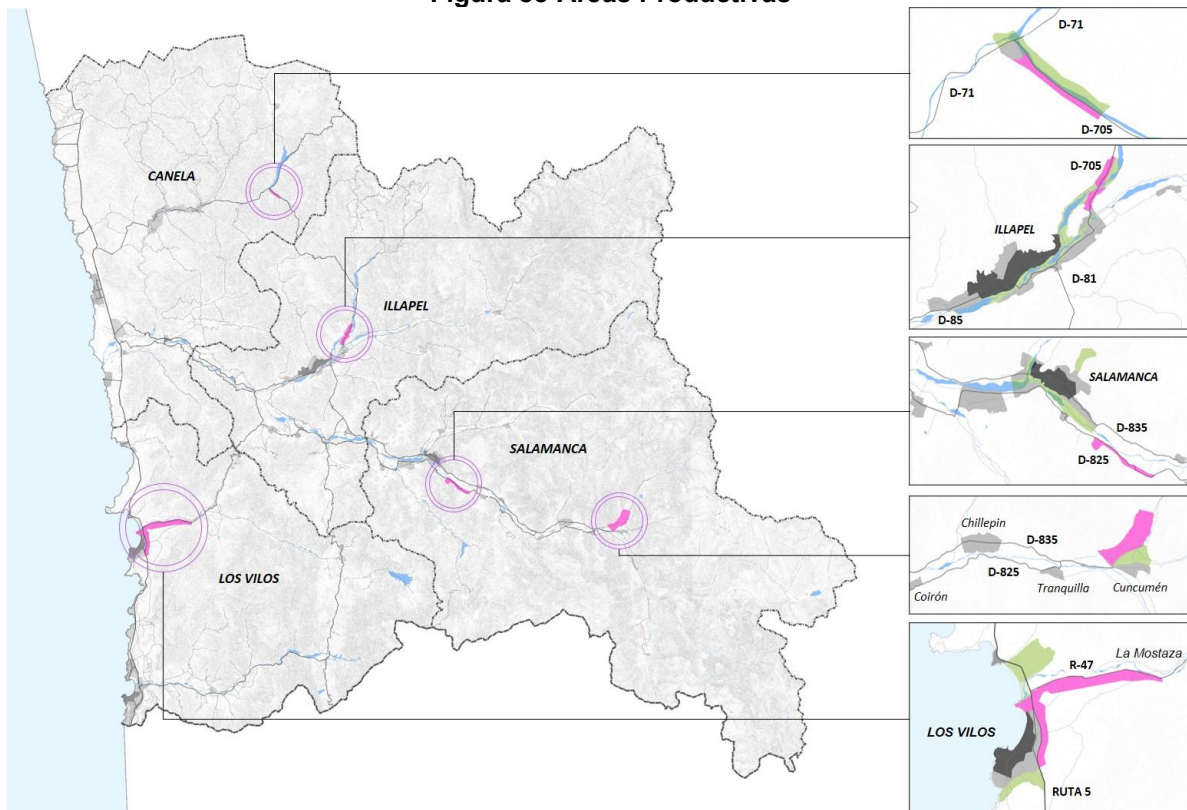 Figura 38 Áreas Productivas
CANELA
ILLAPEL
SALAMANCA
LOS VILOS
D-71
D-71
D-705
D-705
ILLAPEL
D-81
D-85
SALAMANCA
D-835
D-825
Chillepin
D-835
D-825
Coirón
Tranquilla
Cuncumén
La Mostaza
R-47
LOS VILOS
RUTA 5